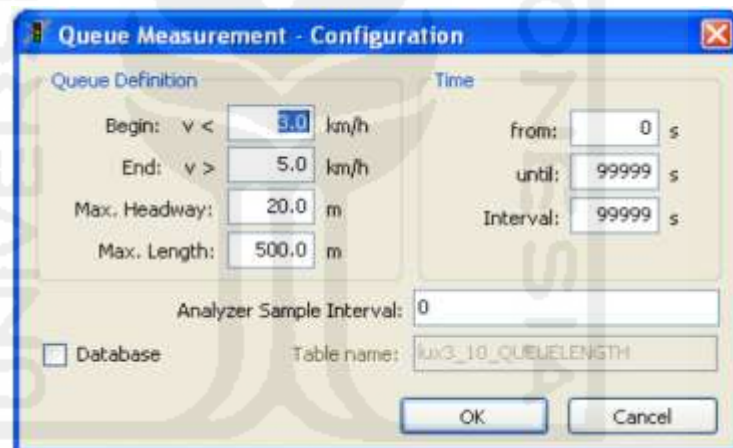 Queue Measurement - Configuration
Queue Definition
Begin: v < 3.0 km/h
End: v > 5.0 km/h
Max. Headway: 20.0 m
Max. Length: 500.0 m
Time
from: 0 s
until: 99999 s
Interval: 99999 s
Analyzer Sample Interval: 0
Database
Table name: lux3_10_QUEUELENGTH
OK
Cancel